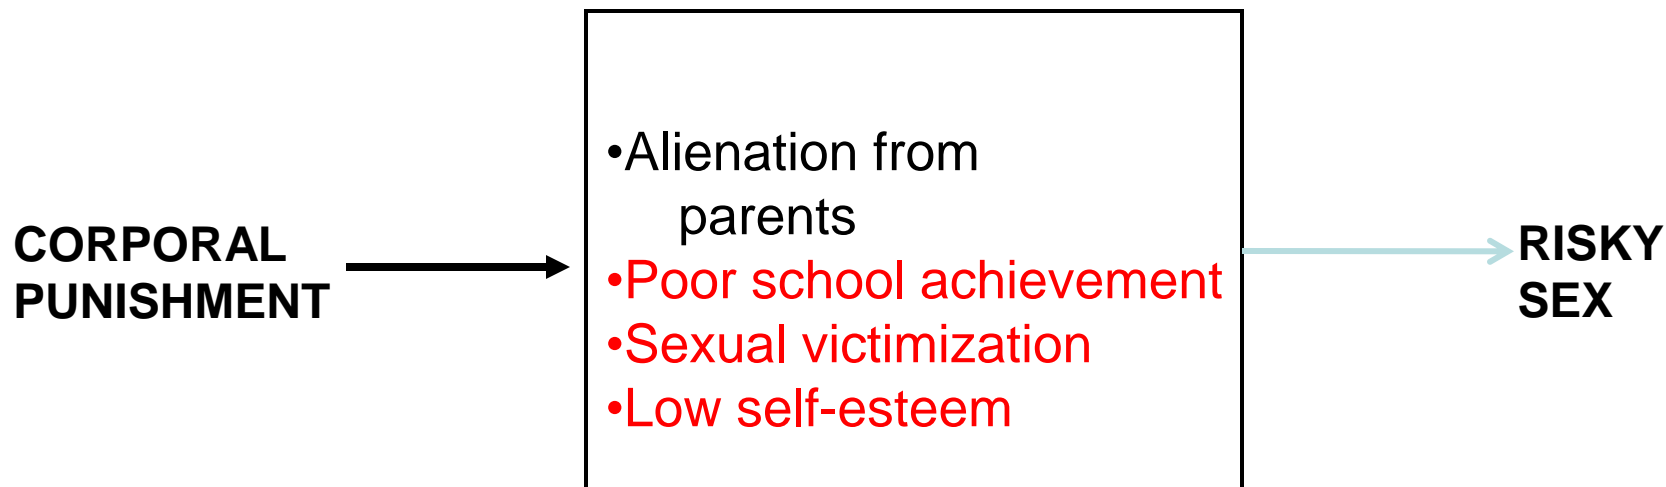 CORPORAL
PUNISHMENT
•Alienation from
parents
•Poor school achievement
•Sexual victimization
•Low self-esteem
RISKY
SEX